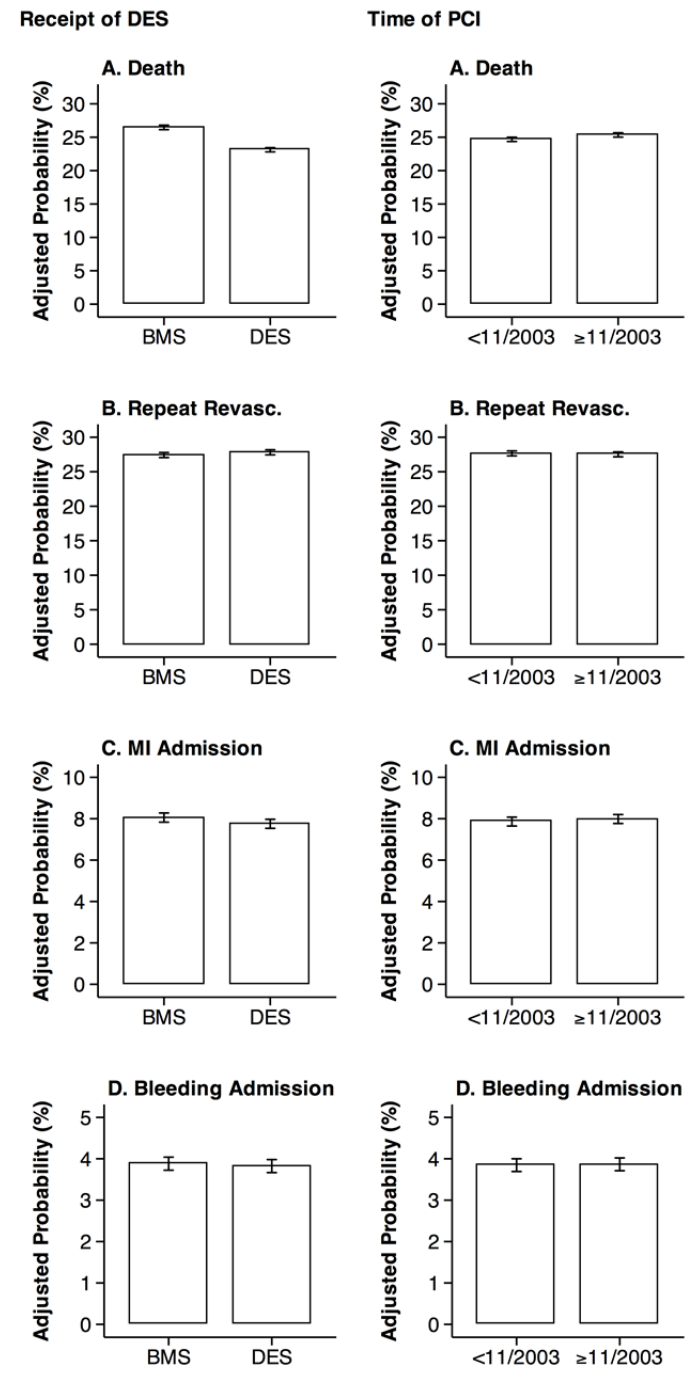 Receipt of DES
Time of PCI
A. Death
Adjusted Probability (%)
30
25
20
15
10
5
0
BMS DES
A. Death
Adjusted Probability (%)
30
25
20
15
10
5
0
<11/2003 ≥11/2003
B. Repeat Revasc.
Adjusted Probability (%)
30
25
20
15
10
5
0
BMS DES
B. Repeat Revasc.
Adjusted Probability (%)
30
25
20
15
10
5
0
<11/2003 ≥11/2003
C. MI Admission
Adjusted Probability (%)
10
8
6
4
2
0
BMS DES
C. MI Admission
Adjusted Probability (%)
10
8
6
4
2
0
<11/2003 ≥11/2003
D. Bleeding Admission
Adjusted Probability (%)
5
4
3
2
1
0
BMS DES
D. Bleeding Admission
Adjusted Probability (%)
5
4
3
2
1
0
<11/2003 ≥11/2003